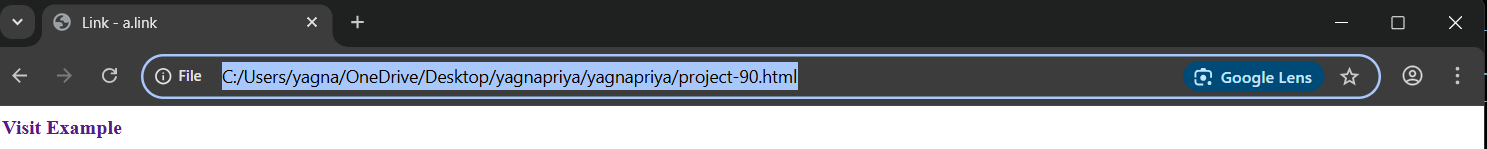 Link - a.link
File C:/Users/yagna/OneDrive/Desktop/yagnapriya/yagnapriya/project-90.html Google Lens
Visit Example